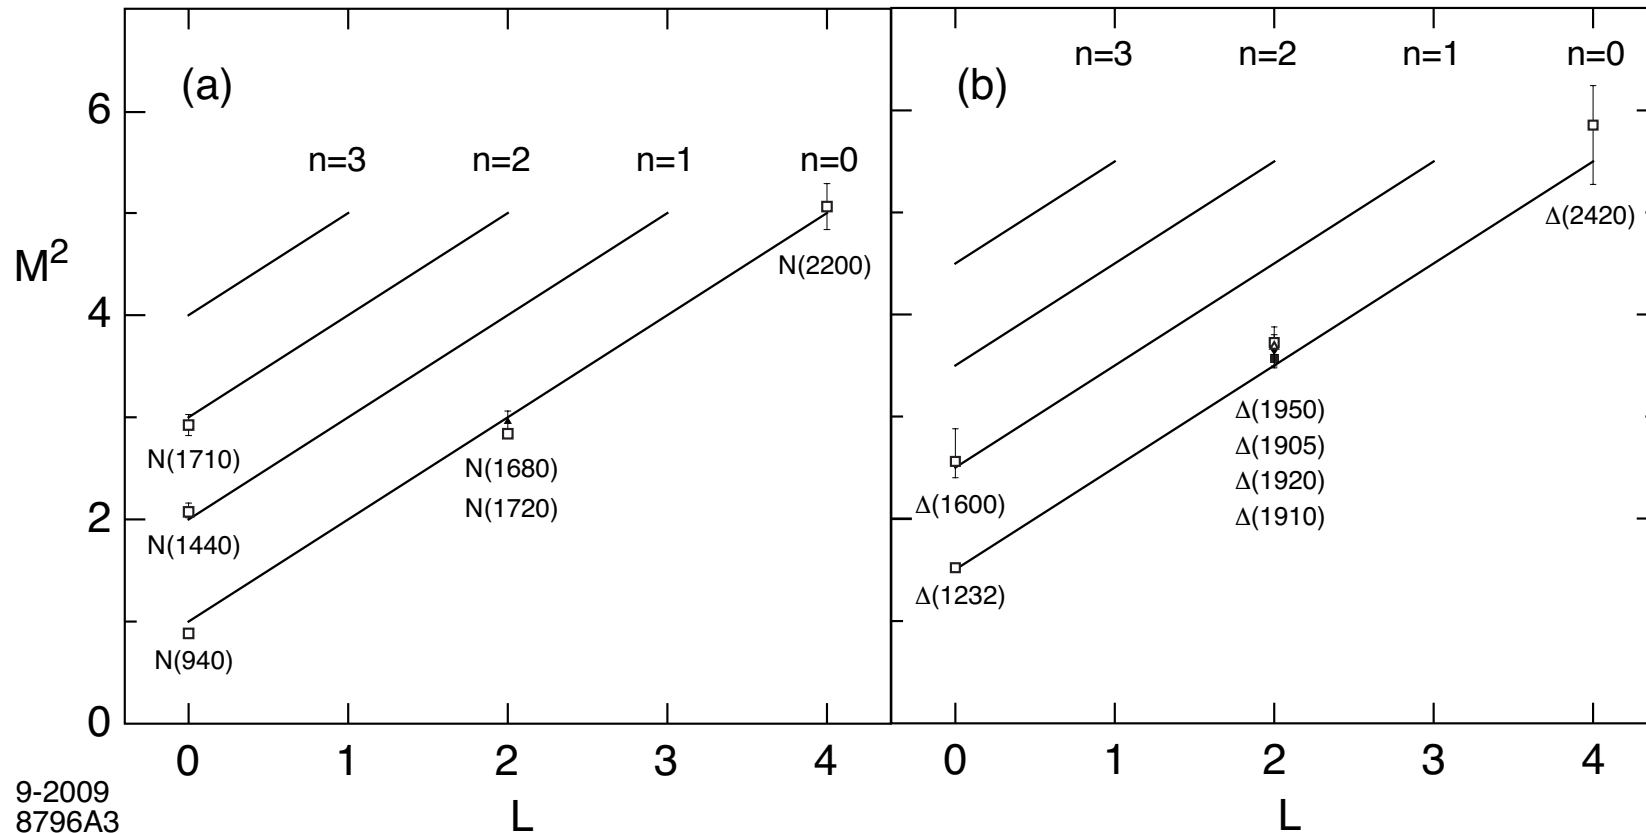 (a)
n=3 n=2 n=1 n=0
M²
6
4
2
0
N(2200)
N(1710)
N(1680)
N(1720)
N(1440)
N(940)
0 1 2 3 4
L
(b)
n=3 n=2 n=1 n=0
Δ(2420)
Δ(1950)
Δ(1905)
Δ(1920)
Δ(1910)
Δ(1600)
Δ(1232)
0 1 2 3 4
L
9-2009
8796A3